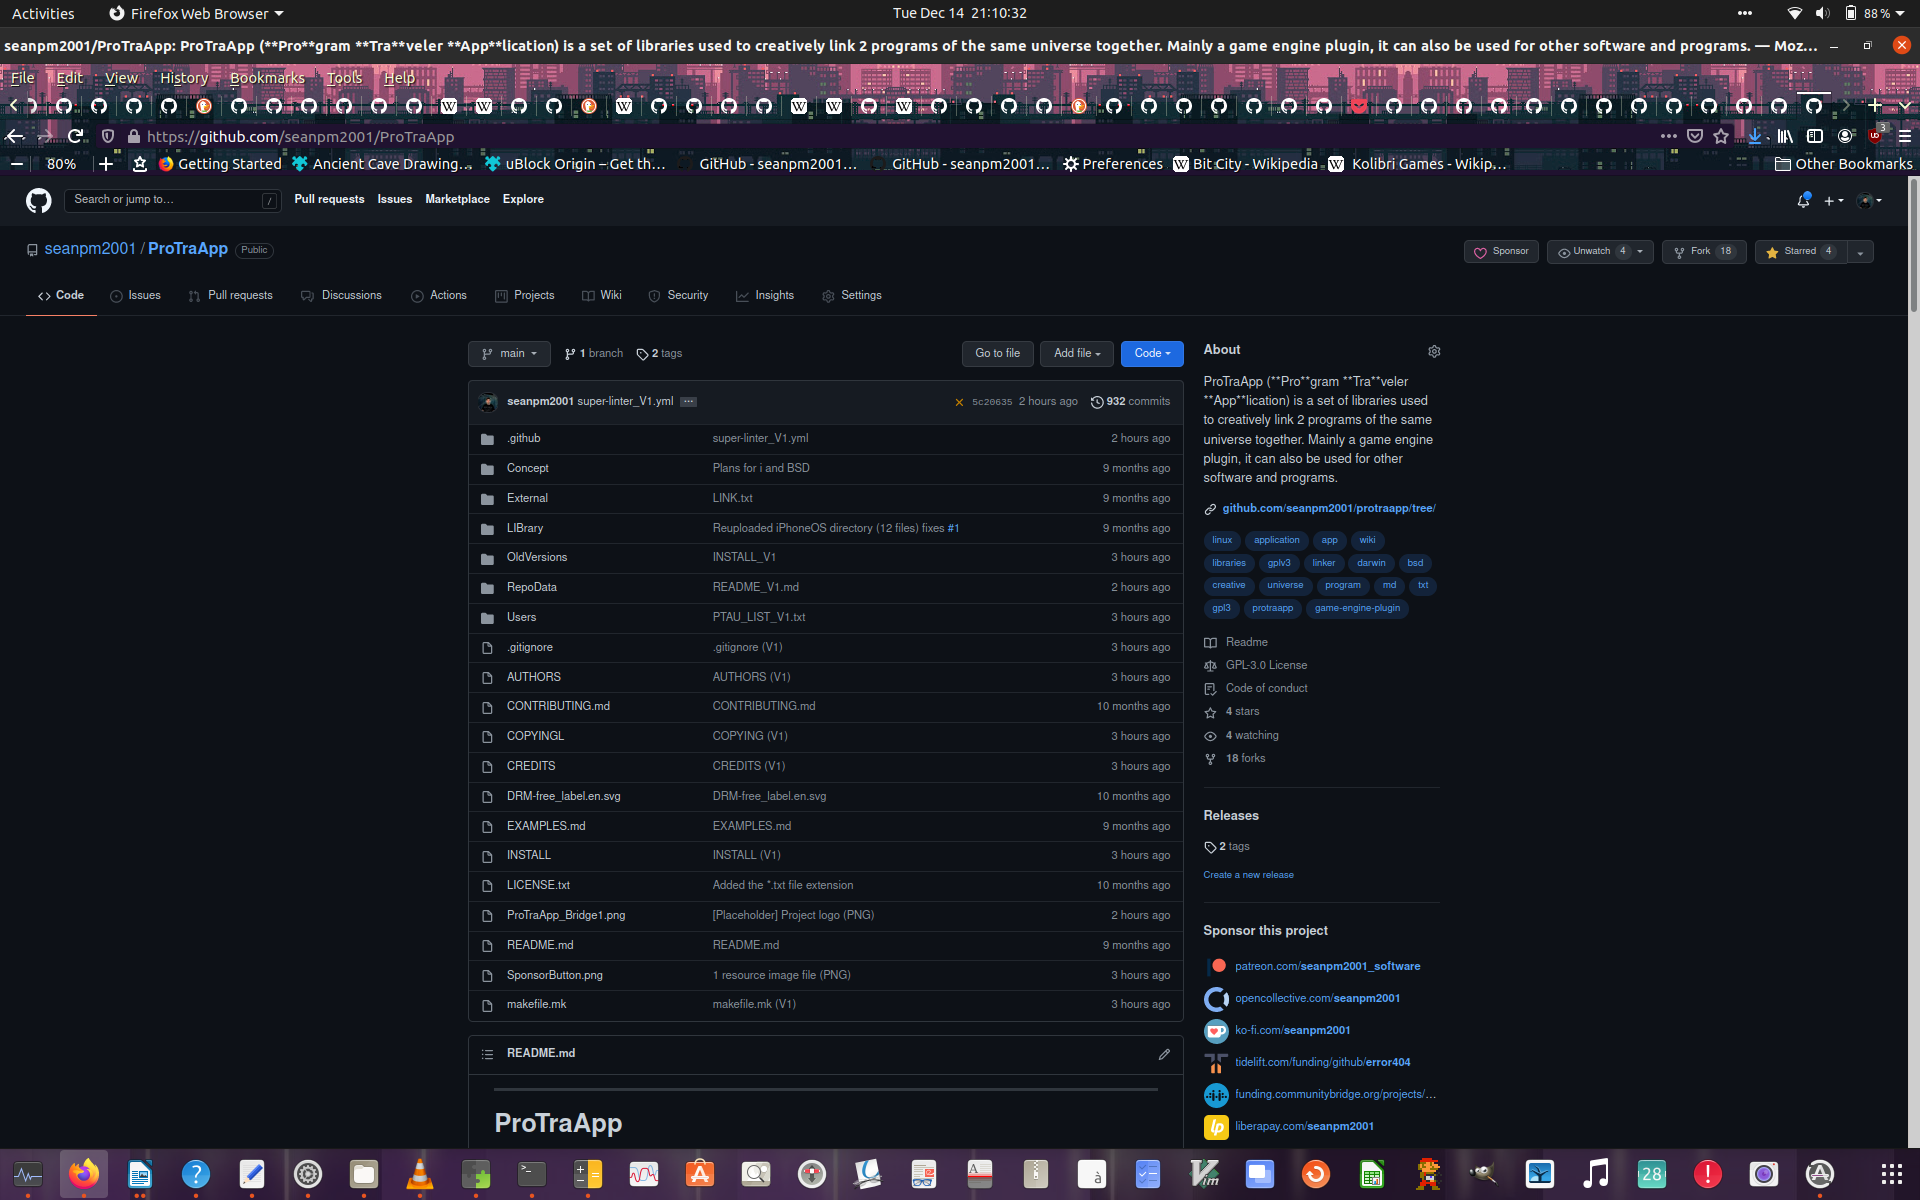 Activities Firefox Web Browser Tue Dec 14 21:10:32 88 %
seanpm2001/ProTraApp: ProTraApp (**Pro**gram **Tra**veler **App**lication) is a set of libraries used to creatively link 2 programs of the same universe together. Mainly a game engine plugin, it can also be used for other software and programs. — Moz…
File Edit View History Bookmarks Tools Help
https://github.com/seanpm2001/ProTraApp 3
80% Getting Started Ancient Cave Drawing… uBlock Origin – Get th… GitHub - seanpm2001… GitHub - seanpm2001… Preferences Bit City - Wikipedia Kolibri Games - Wikip… Other Bookmarks
Search or jump to… / Pull requests Issues Marketplace Explore
seanpm2001 / ProTraApp Public Sponsor Unwatch 4 Fork 18 Starred 4
Code Issues Pull requests Discussions Actions Projects Wiki Security Insights Settings
main 1 branch 2 tags Go to file Add file Code
seanpm2001 super-linter_V1.yml ... 5c20635 2 hours ago 932 commits
.github super-linter_V1.yml 2 hours ago
Concept Plans for i and BSD 9 months ago
External LINK.txt 9 months ago
LIBrary Reuploaded iPhoneOS directory (12 files) fixes #1 9 months ago
OldVersions INSTALL_V1 3 hours ago
RepoData README_V1.md 2 hours ago
Users PTAU_LIST_V1.txt 3 hours ago
.gitignore .gitignore (V1) 3 hours ago
AUTHORS AUTHORS (V1) 3 hours ago
CONTRIBUTING.md CONTRIBUTING.md 10 months ago
COPYINGL COPYING (V1) 3 hours ago
CREDITS CREDITS (V1) 3 hours ago
DRM-free_label.en.svg DRM-free_label.en.svg 10 months ago
EXAMPLES.md EXAMPLES.md 9 months ago
INSTALL INSTALL (V1) 3 hours ago
LICENSE.txt Added the *.txt file extension 10 months ago
ProTraApp_Bridge1.png [Placeholder] Project logo (PNG) 2 hours ago
README.md README.md 9 months ago
SponsorButton.png 1 resource image file (PNG) 3 hours ago
makefile.mk makefile.mk (V1) 3 hours ago
README.md
ProTraApp
About
ProTraApp (**Pro**gram **Tra**veler
**App**lication) is a set of libraries used
to creatively link 2 programs of the same
universe together. Mainly a game engine
plugin, it can also be used for other
software and programs.
github.com/seanpm2001/protraapp/tree/
linux application app wiki
libraries gplv3 linker darwin bsd
creative universe program md txt
gpl3 protraapp game-engine-plugin
Readme
GPL-3.0 License
Code of conduct
4 stars
4 watching
18 forks
Releases
2 tags
Create a new release
Sponsor this project
patreon.com/seanpm2001_software
opencollective.com/seanpm2001
ko-fi.com/seanpm2001
tidelift.com/funding/github/error404
funding.communitybridge.org/projects/…
liberapay.com/seanpm2001
28